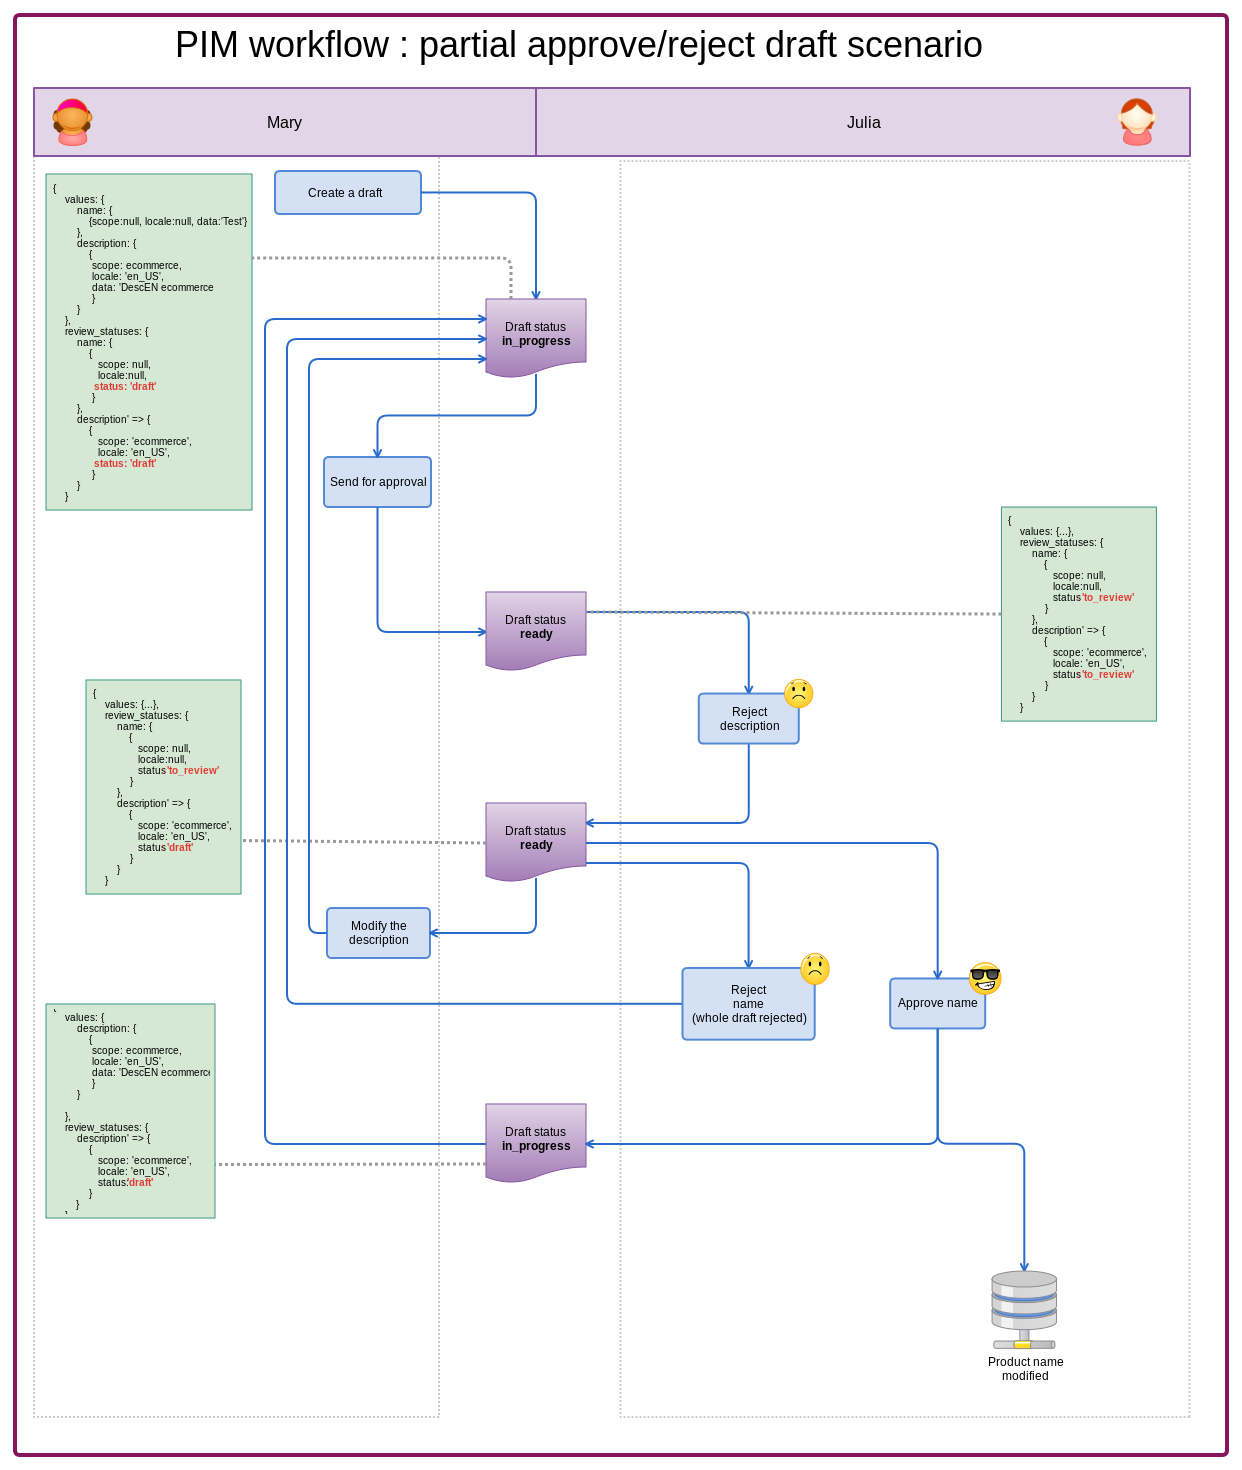 PIM workflow : partial approve/reject draft scenario
Mary
Julia
{
values: {
name: {
{scope:null, locale:null, data:'Test'}
},
description: {
{
scope: ecommerce,
locale: 'en_US',
data: 'DescEN ecommerce
}
}
},
review_statuses: {
name: {
{
scope: null,
locale:null,
status: 'draft'
}
},
description' => {
{
scope: 'ecommerce',
locale: 'en_US',
status: 'draft'
}
}
}
Create a draft
Draft status
in_progress
Send for approval
Draft status
ready
{
values: {...},
review_statuses: {
name: {
{
scope: null,
locale:null,
status'to_review'
}
},
description' => {
{
scope: 'ecommerce',
locale: 'en_US',
status'to_review'
}
}
}
Reject
description
{
values: {...},
review_statuses: {
name: {
{
scope: null,
locale:null,
status'to_review'
}
},
description' => {
{
scope: 'ecommerce',
locale: 'en_US',
status'draft'
}
}
}
Draft status
ready
Modify the
description
Reject
name
(whole draft rejected)
Approve name
values: {
description: {
{
scope: ecommerce,
locale: 'en_US',
data: 'DescEN ecommerce
}
}
},
review_statuses: {
description' => {
{
scope: 'ecommerce',
locale: 'en_US',
status:'draft'
}
}
Draft status
in_progress
Product name
modified